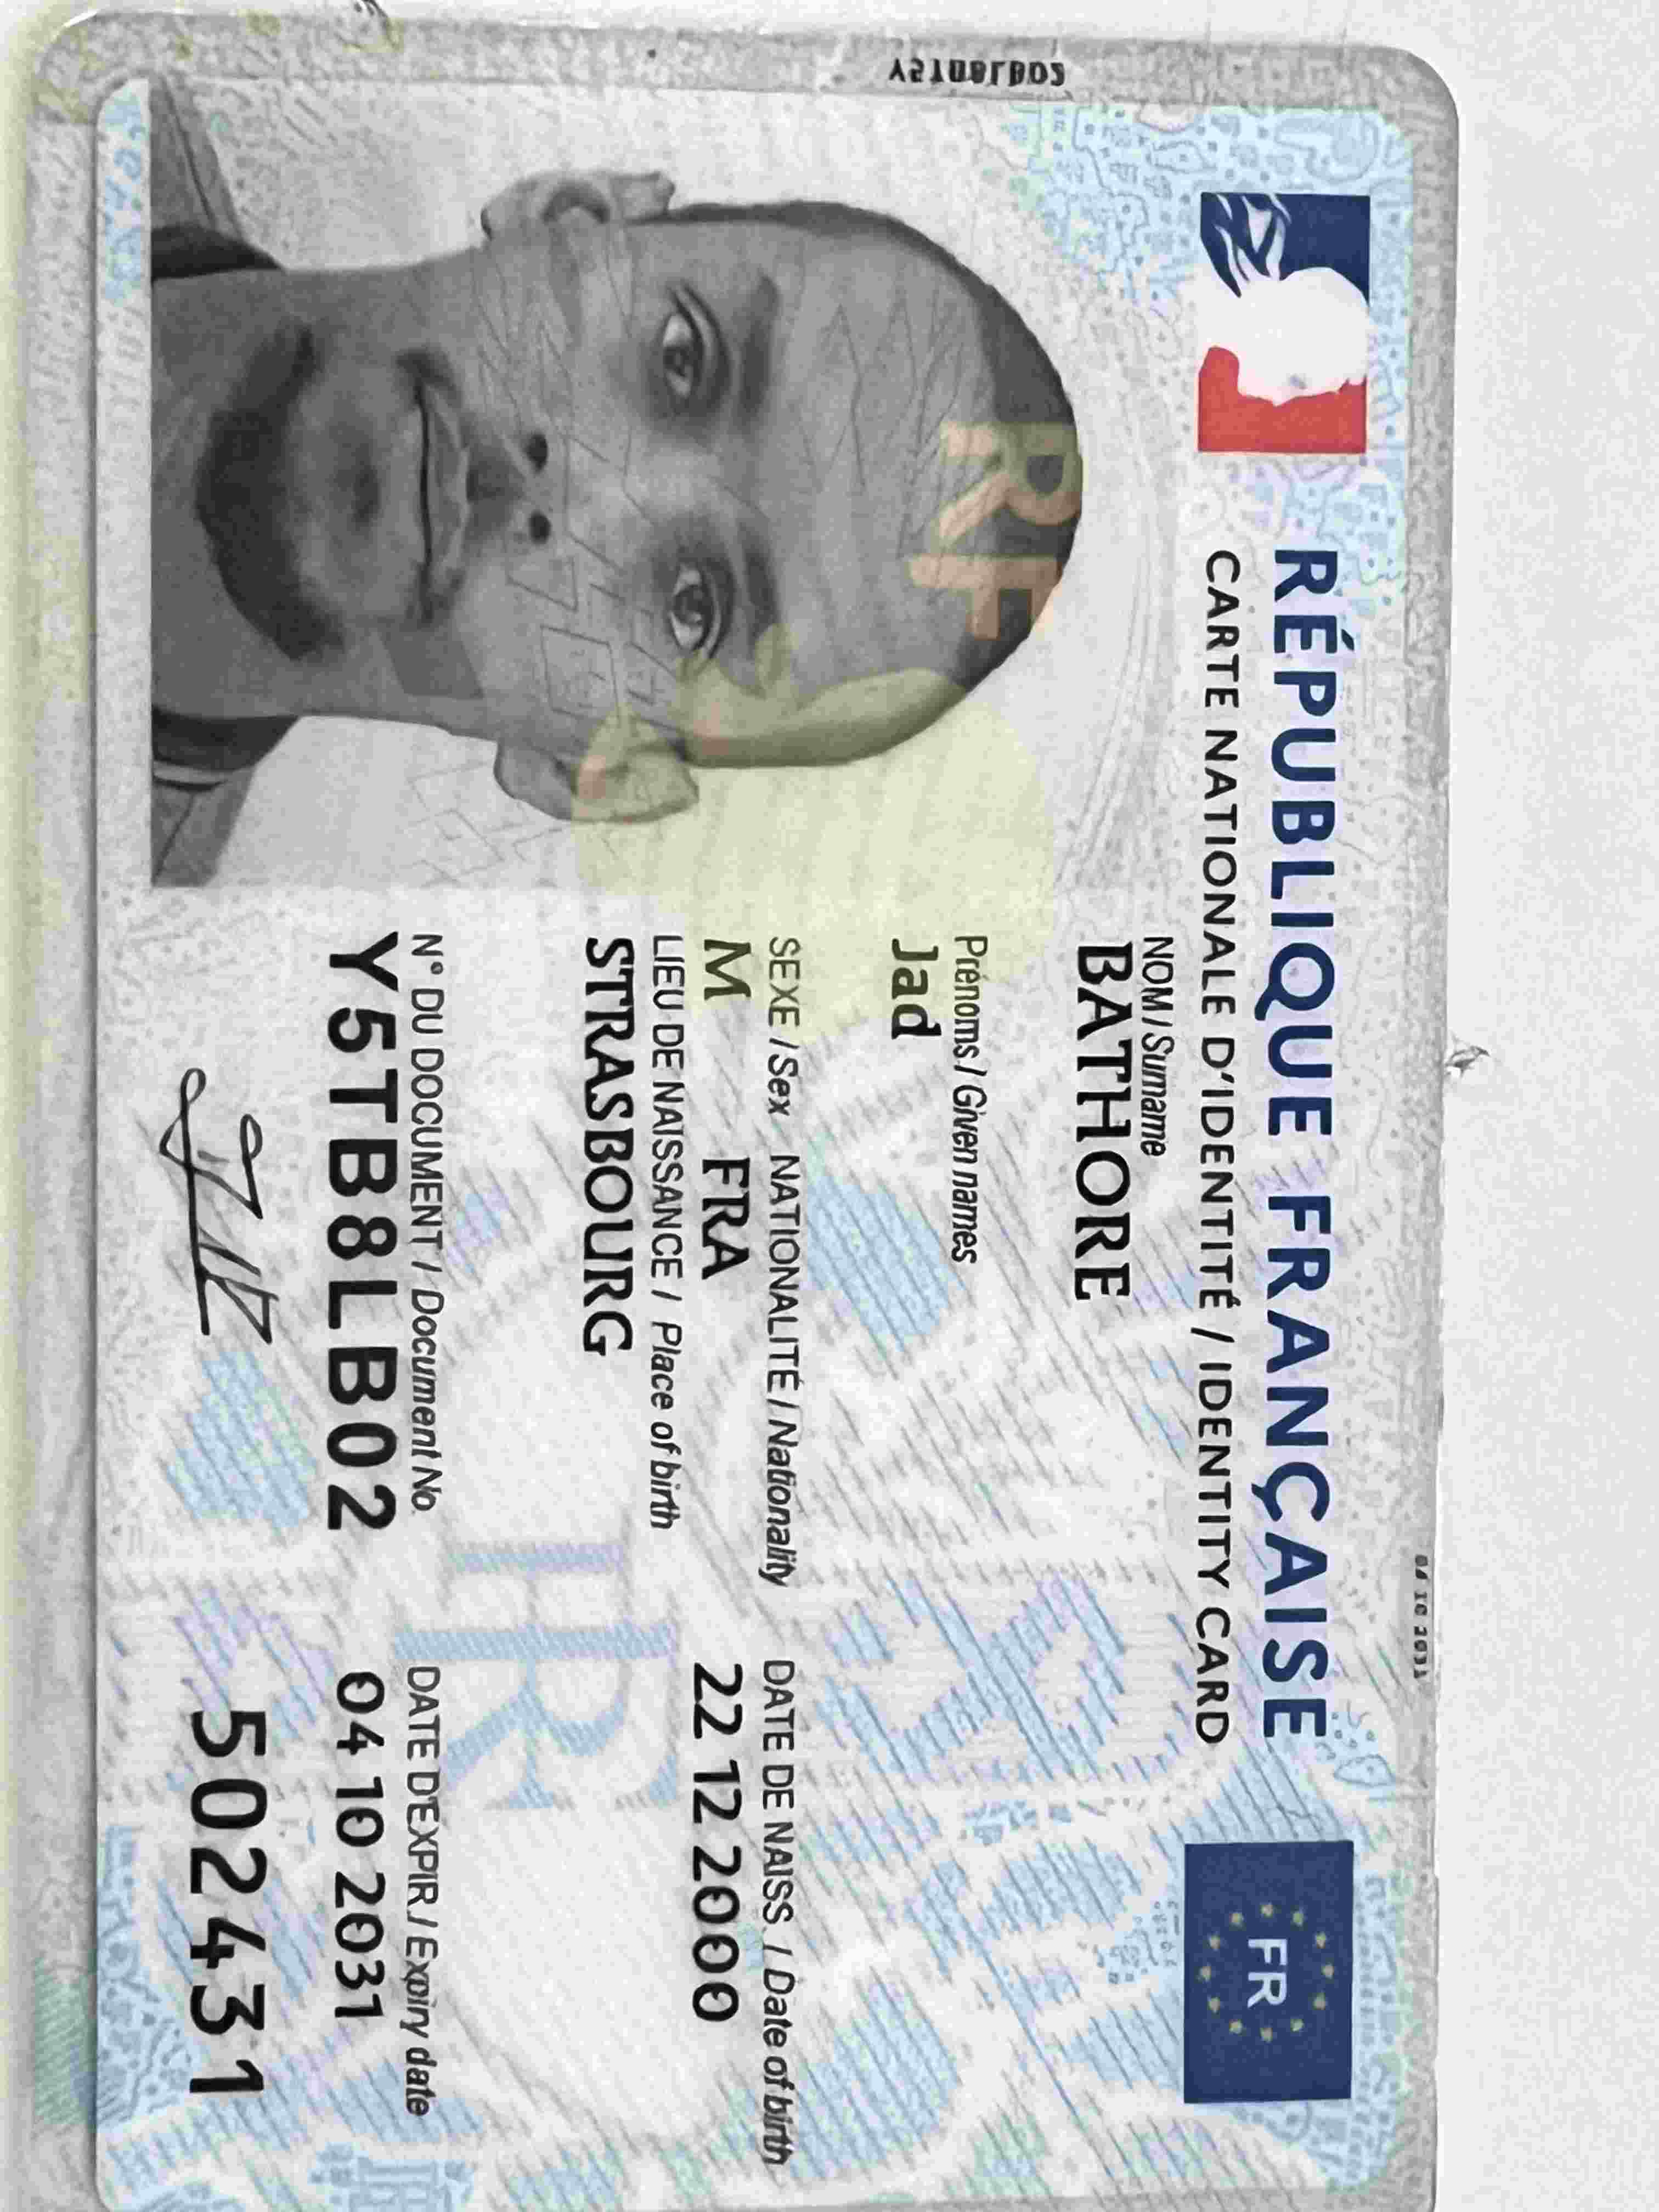 RÉPUBLIQUE FRANÇAISE
CARTE NATIONALE D'IDENTITÉ / IDENTITY CARD
FR
NOM / Surname
BATHORE
Prénoms / Given names
Jad
SEXE / Sex NATIONALITÉ / Nationality DATE DE NAISS. / Date of birth
M FRA 22 12 2000
LIEU DE NAISSANCE / Place of birth
STRASBOURG
N° DU DOCUMENT / Document No DATE D'EXPIR. / Expiry date
Y5TB8LB02 04 10 2031
502431
RF